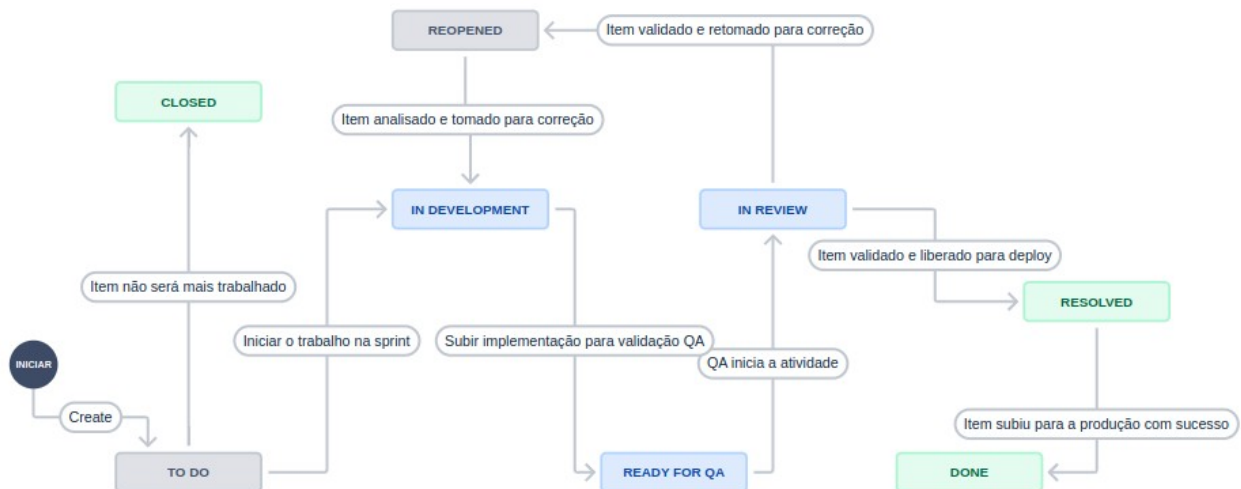 REOPENED
Item validado e retomado para correção
CLOSED
Item analisado e tomado para correção
IN DEVELOPMENT
IN REVIEW
Item validado e liberado para deploy
Item não será mais trabalhado
RESOLVED
Iniciar o trabalho na sprint
Subir implementação para validação QA
INICIAR
QA inicia a atividade
Create
Item subiu para a produção com sucesso
TO DO
READY FOR QA
DONE